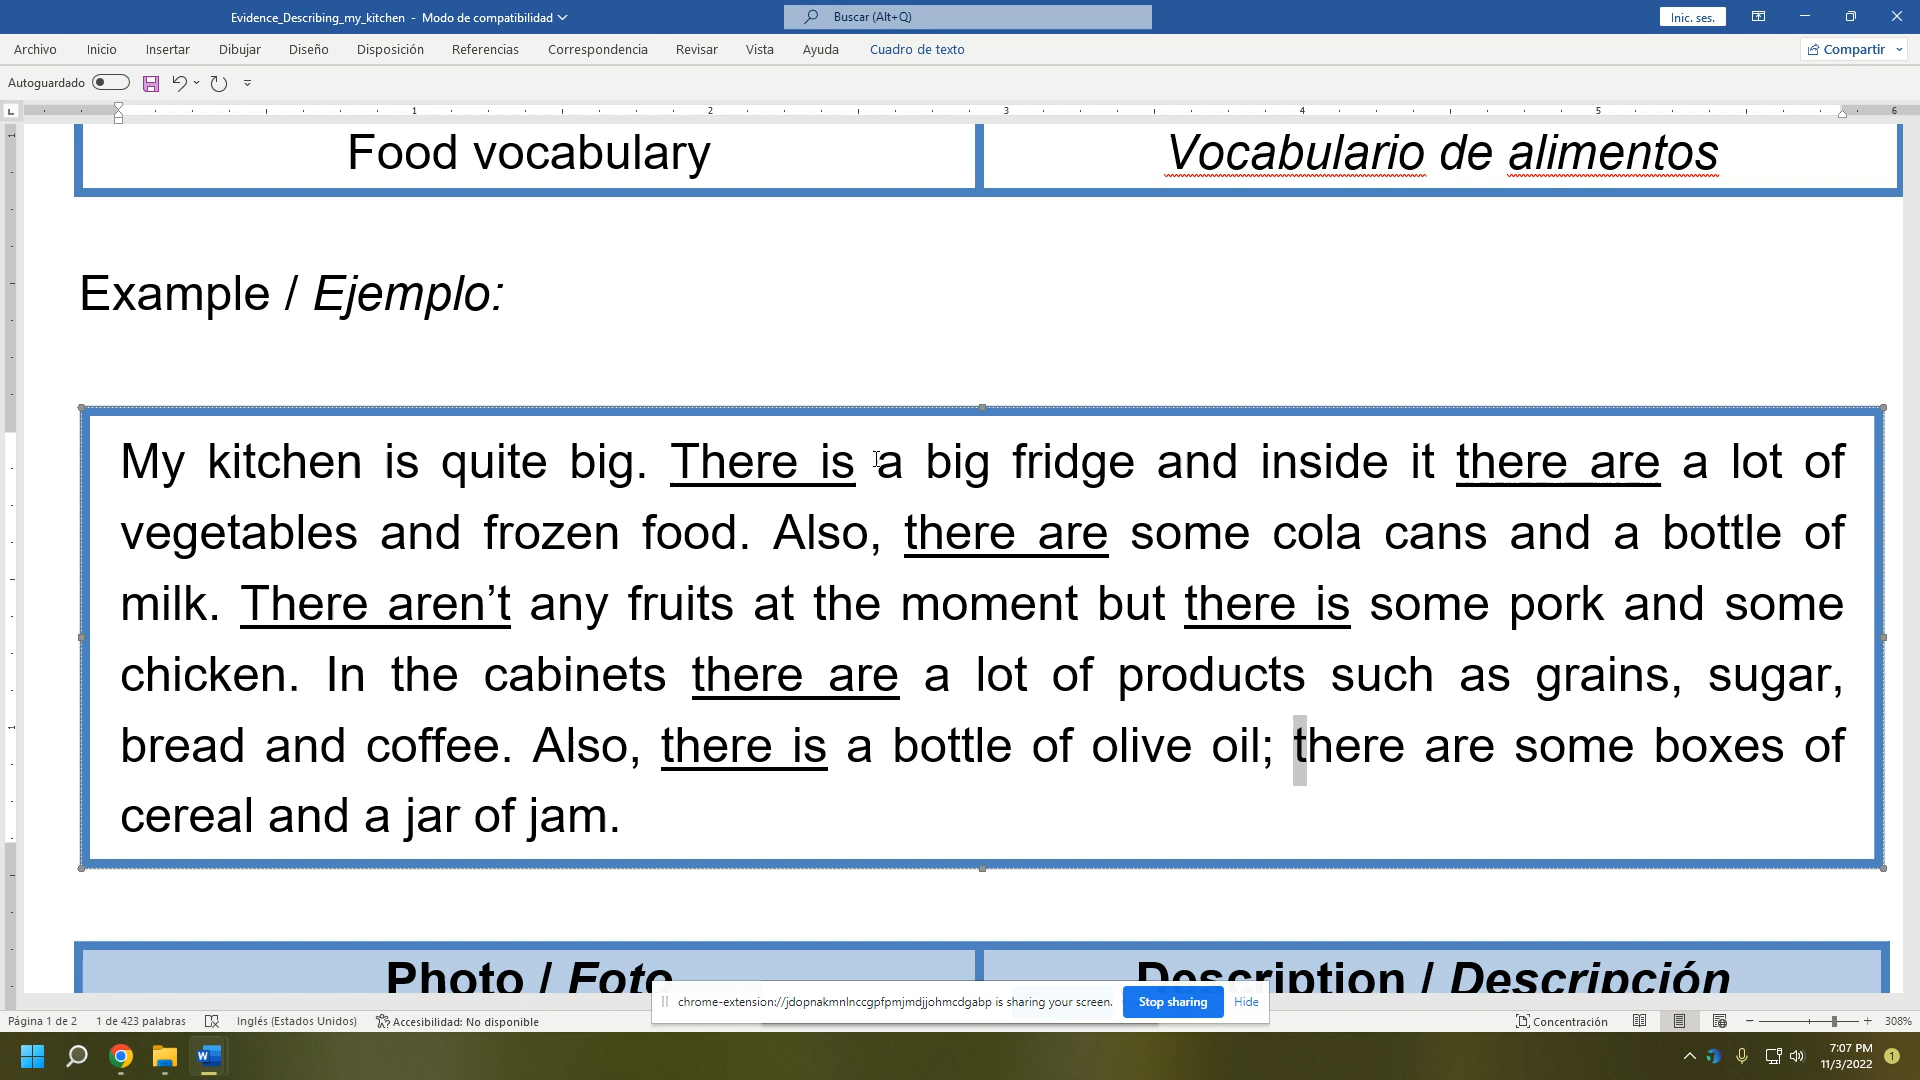 Evidence_Describing_my_kitchen - Modo de compatibilidad
Buscar (Alt+Q)
Inic. ses.
Archivo Inicio Insertar Dibujar Diseño Disposición Referencias Correspondencia Revisar Vista Ayuda Cuadro de texto Compartir
Autoguardado
1 2 3 4 5 6
Food vocabulary
Vocabulario de alimentos
Example / Ejemplo:
My kitchen is quite big. There is a big fridge and inside it there are a lot of
vegetables and frozen food. Also, there are some cola cans and a bottle of
milk. There aren’t any fruits at the moment but there is some pork and some
chicken. In the cabinets there are a lot of products such as grains, sugar,
bread and coffee. Also, there is a bottle of olive oil; there are some boxes of
cereal and a jar of jam.
Photo / Foto
Description / Descripción
chrome-extension://jdopnakmnlnccgpfpmjmdjjohmcdgabp is sharing your screen. Stop sharing Hide
Página 1 de 2 1 de 423 palabras Inglés (Estados Unidos) Accesibilidad: No disponible Concentración 308%
7:07 PM
11/3/2022
1